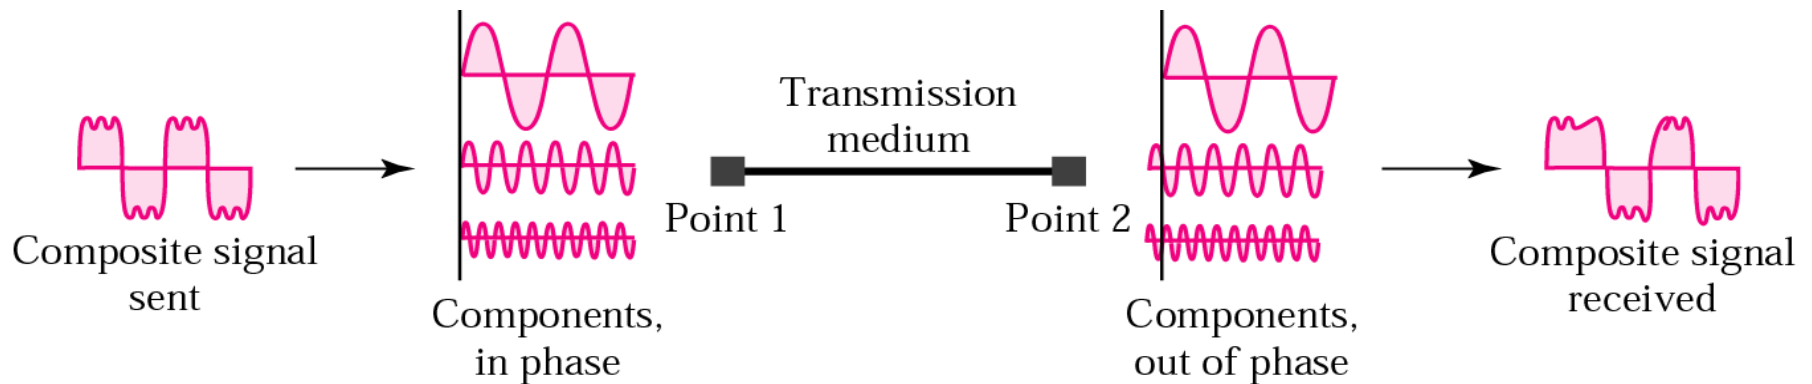 Composite signal
sent
Components,
in phase
Transmission
medium
Point 1
Point 2
Components,
out of phase
Composite signal
received